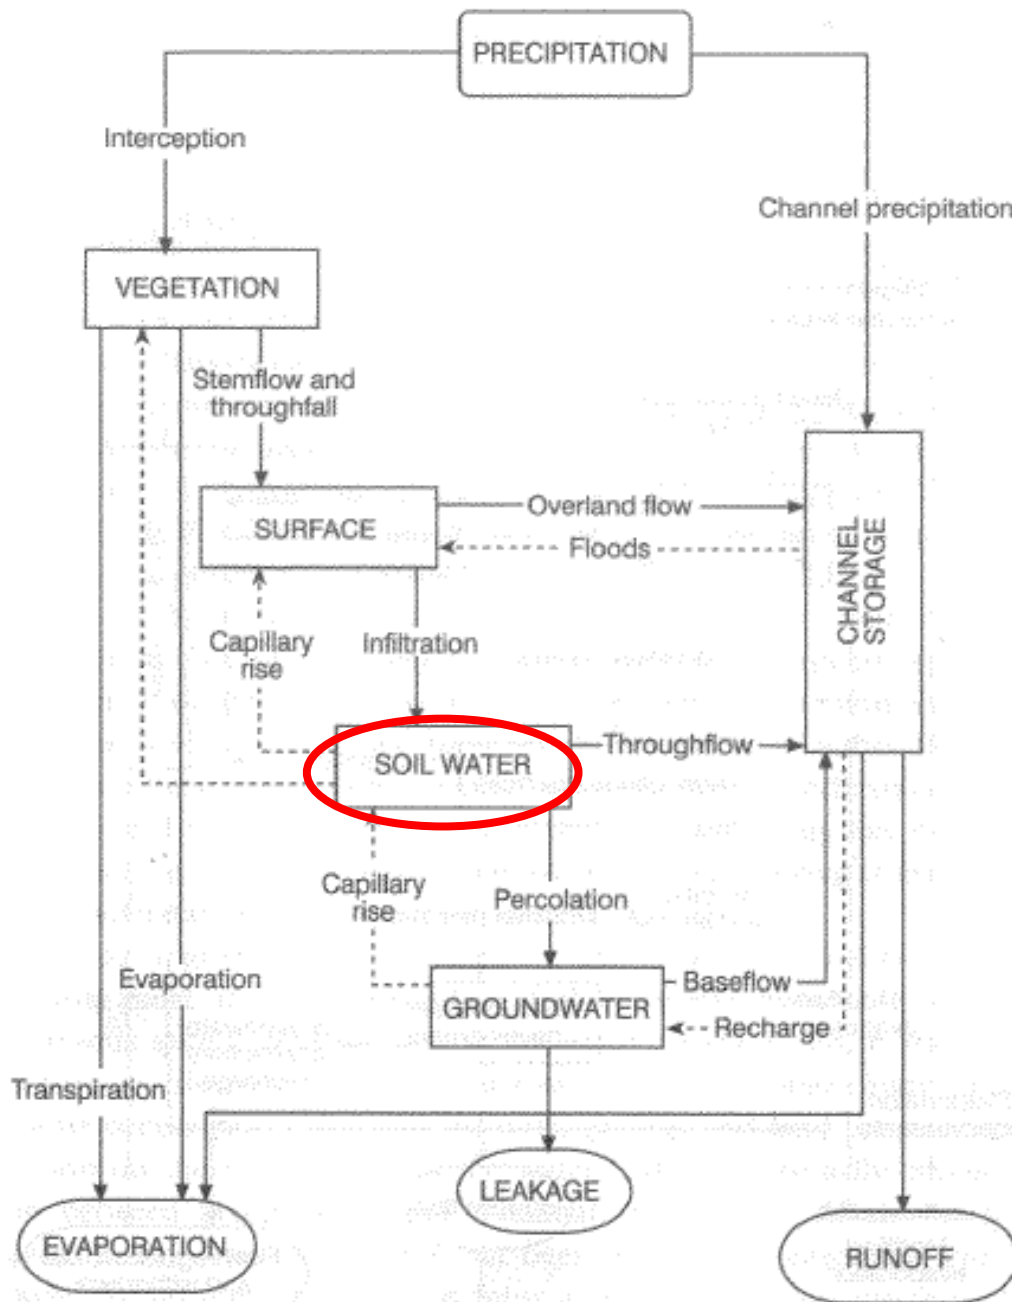 PRECIPITATION
Interception
Channel precipitation
VEGETATION
Stemflow and
throughfall
Overland flow
SURFACE
Floods
CHANNEL
STORAGE
Capillary
rise
Infiltration
Throughflow
SOIL WATER
Capillary
rise
Percolation
Evaporation
Baseflow
GROUNDWATER
Recharge
Transpiration
LEAKAGE
EVAPORATION
RUNOFF